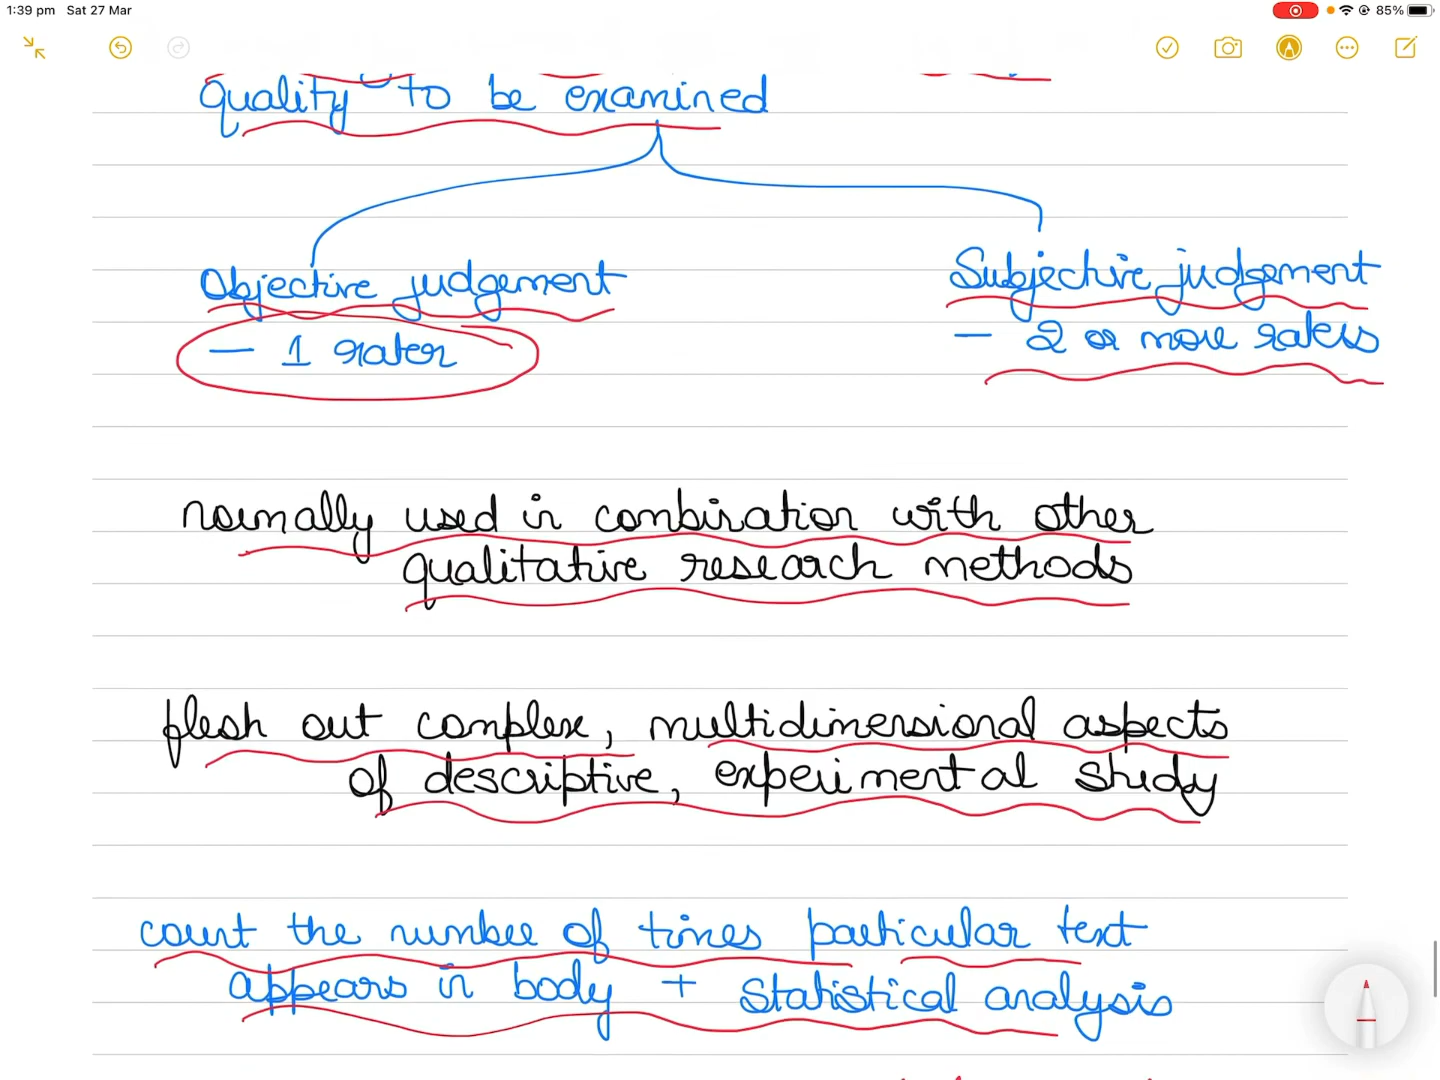 1:39 pm Sat 27 Mar 85%
quality to be examined
Objective judgement
Subjective judgement
- 1 rater
- 2 or more raters
normally used in combination with other
qualitative research methods
flesh out complex, multidimensional aspects
of descriptive, experimental study
count the number of times particular text
appears in body + statistical analysis